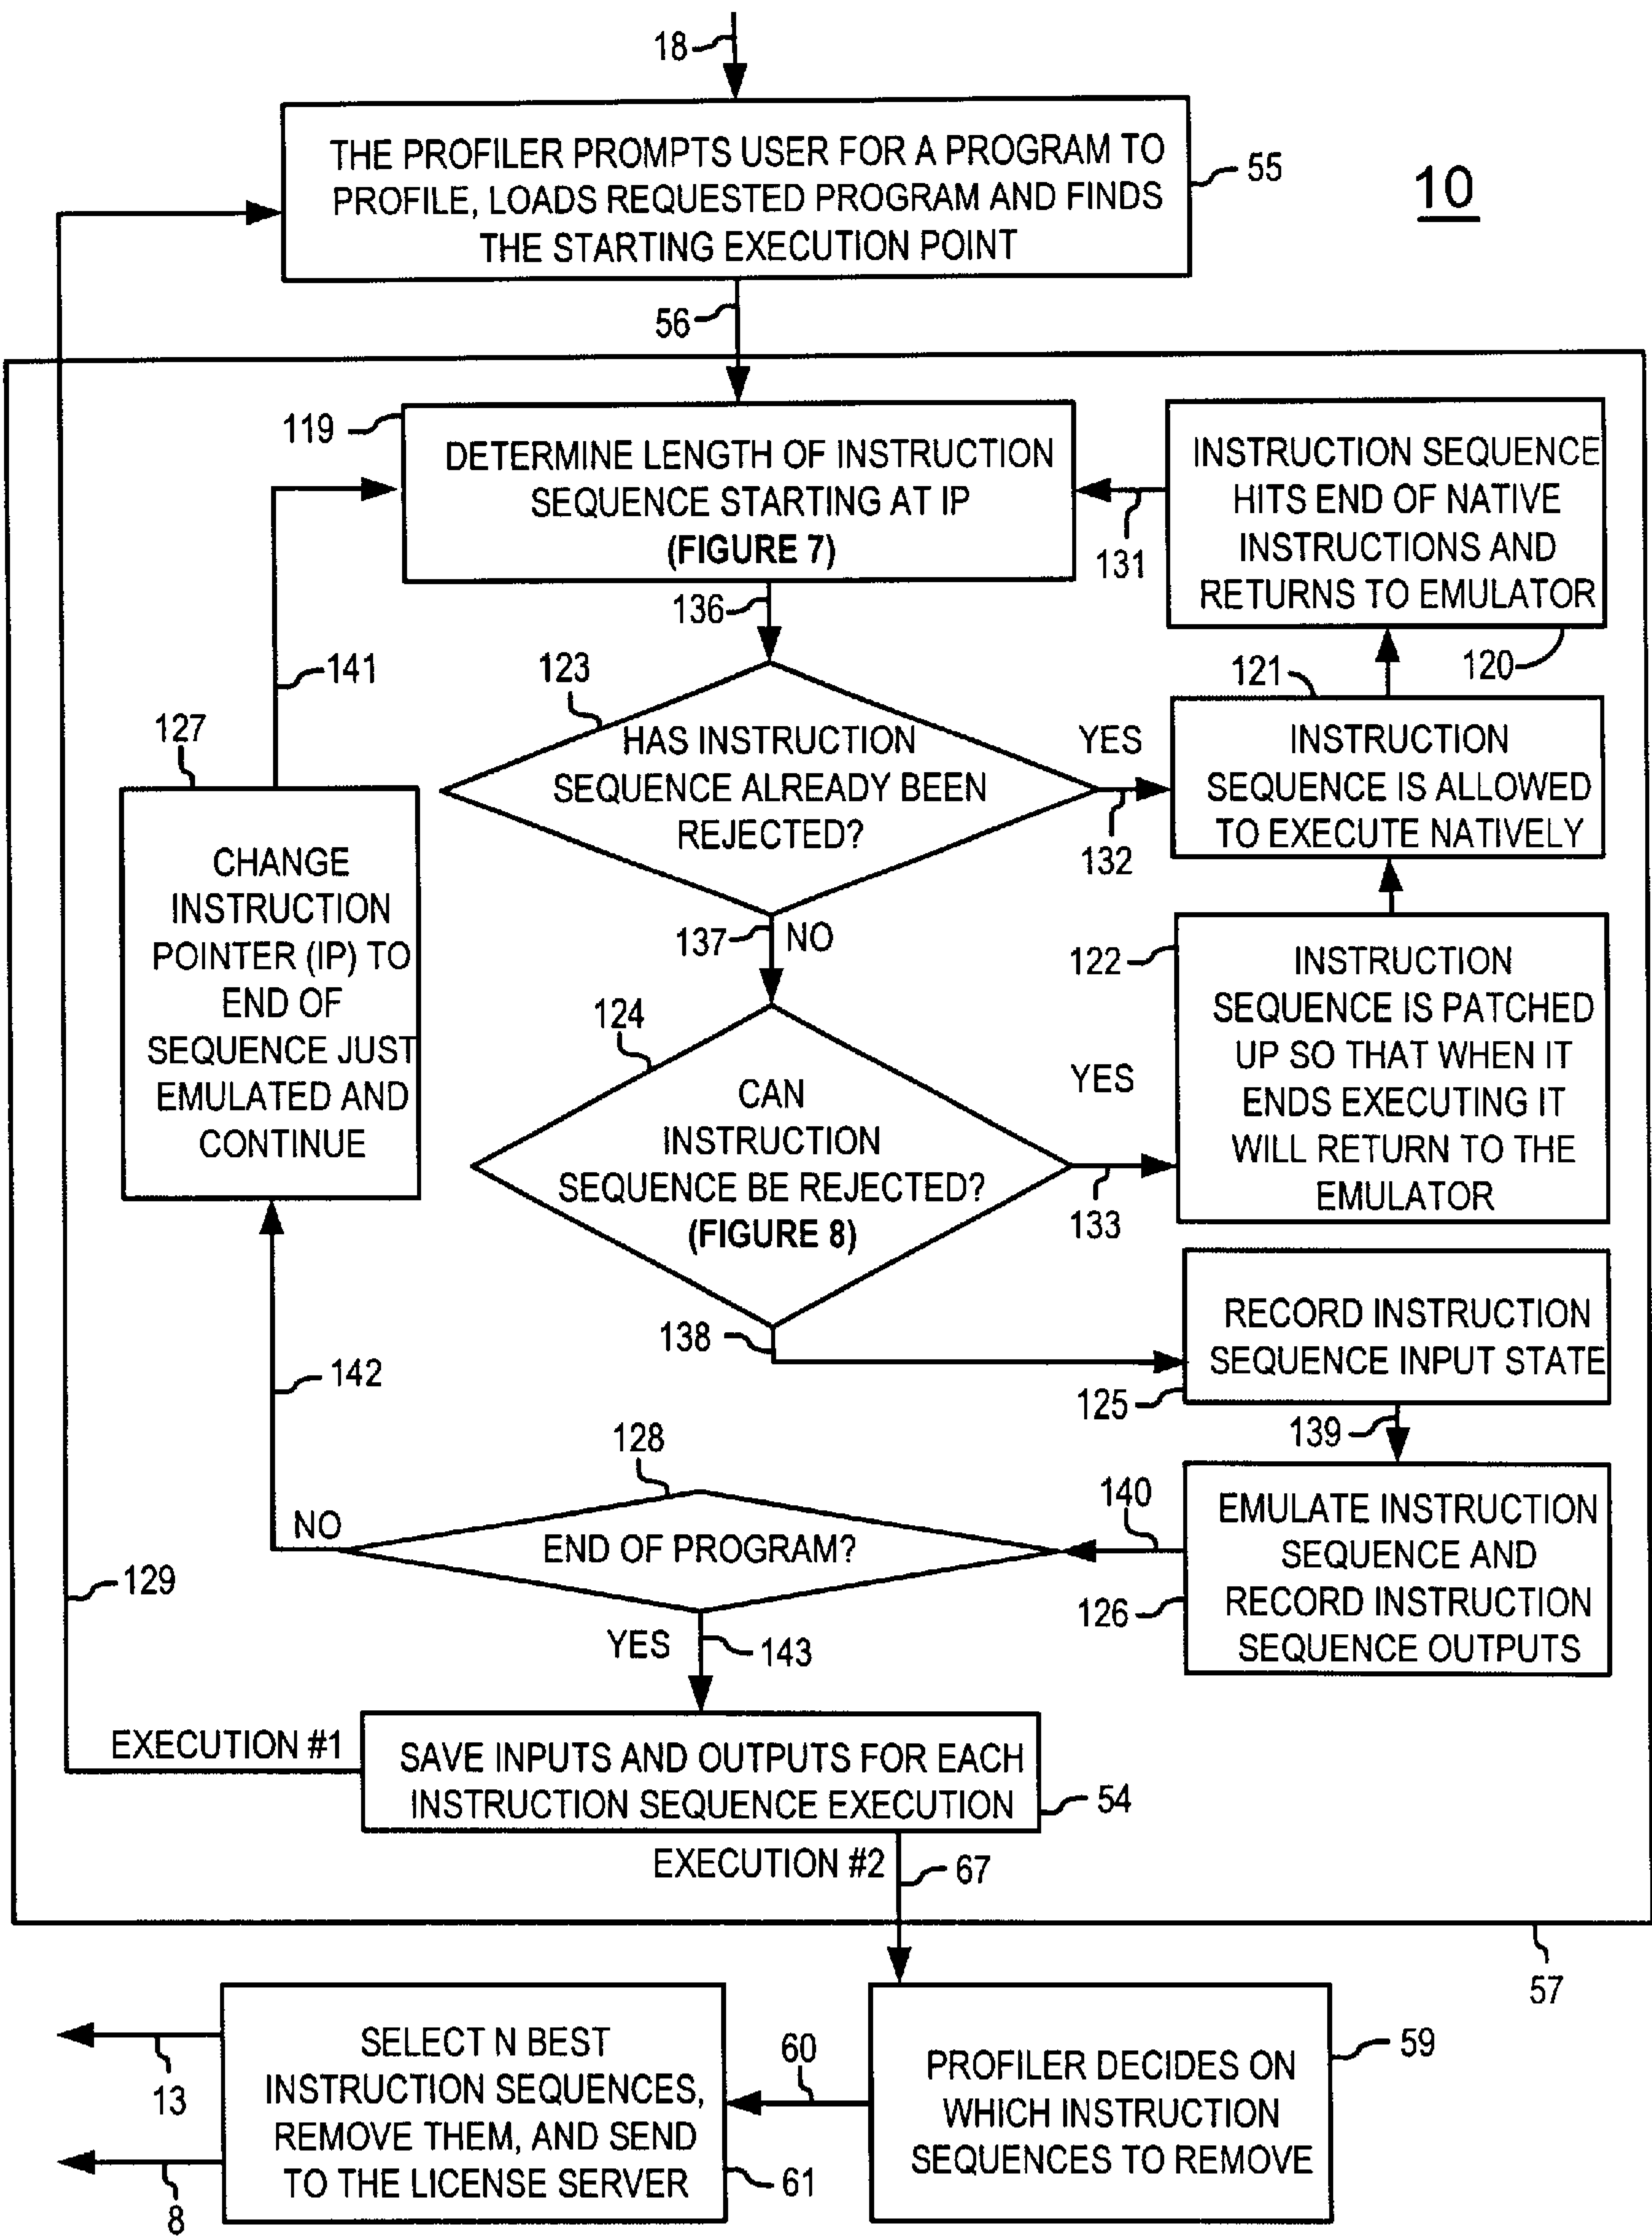 18
THE PROFILER PROMPTS USER FOR A PROGRAM TO
PROFILE, LOADS REQUESTED PROGRAM AND FINDS
THE STARTING EXECUTION POINT
55
10
56
119
DETERMINE LENGTH OF INSTRUCTION
SEQUENCE STARTING AT IP
(FIGURE 7)
131
INSTRUCTION SEQUENCE
HITS END OF NATIVE
INSTRUCTIONS AND
RETURNS TO EMULATOR
120
136
141
123
HAS INSTRUCTION
SEQUENCE ALREADY BEEN
REJECTED?
YES
132
121
INSTRUCTION
SEQUENCE IS ALLOWED
TO EXECUTE NATIVELY
127
CHANGE
INSTRUCTION
POINTER (IP) TO
END OF
SEQUENCE JUST
EMULATED AND
CONTINUE
137
NO
122
INSTRUCTION
SEQUENCE IS PATCHED
UP SO THAT WHEN IT
ENDS EXECUTING IT
WILL RETURN TO THE
EMULATOR
124
CAN
INSTRUCTION
SEQUENCE BE REJECTED?
(FIGURE 8)
YES
133
138
RECORD INSTRUCTION
SEQUENCE INPUT STATE
125
139
142
128
END OF PROGRAM?
NO
140
EMULATE INSTRUCTION
SEQUENCE AND
RECORD INSTRUCTION
SEQUENCE OUTPUTS
126
129
YES
143
EXECUTION #1
SAVE INPUTS AND OUTPUTS FOR EACH
INSTRUCTION SEQUENCE EXECUTION
54
EXECUTION #2
67
57
13
8
SELECT N BEST
INSTRUCTION SEQUENCES,
REMOVE THEM, AND SEND
TO THE LICENSE SERVER
61
60
PROFILER DECIDES ON
WHICH INSTRUCTION
SEQUENCES TO REMOVE
59